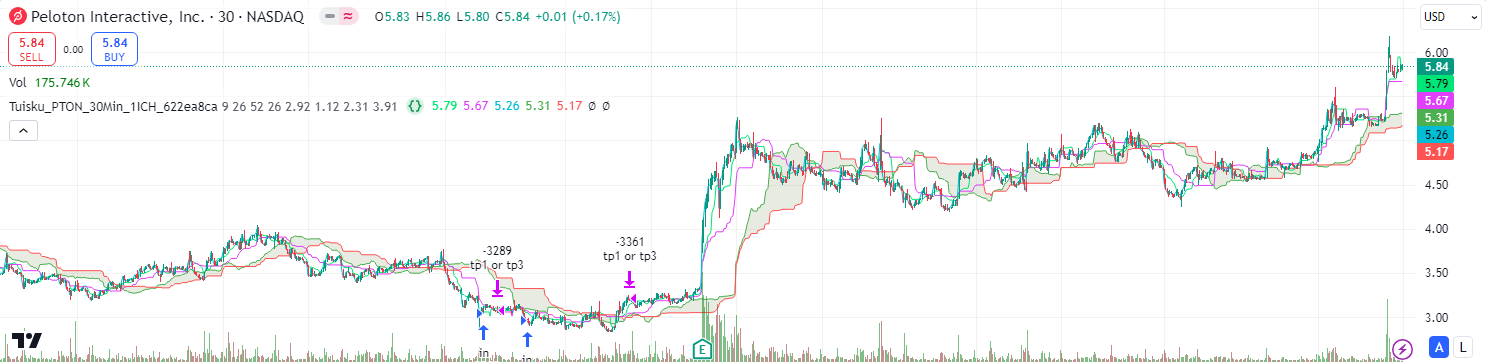 Peloton Interactive, Inc. · 30 · NASDAQ O5.83 H5.86 L5.80 C5.84 +0.01 (+0.17%)
USD
5.84 SELL
0.00
5.84 BUY
Vol 175.746 K
Tuisku_PTON_30Min_1ICH_622ea8ca 9 26 52 26 2.92 1.12 2.31 3.91 {} 5.79 5.67 5.26 5.31 5.17 Ø Ø
6.00
5.84
5.79
5.67
5.31
5.26
5.17
4.50
4.00
3.50
3.00
-3289
tp1 or tp3
-3361
tp1 or tp3
in
in
E
A
L